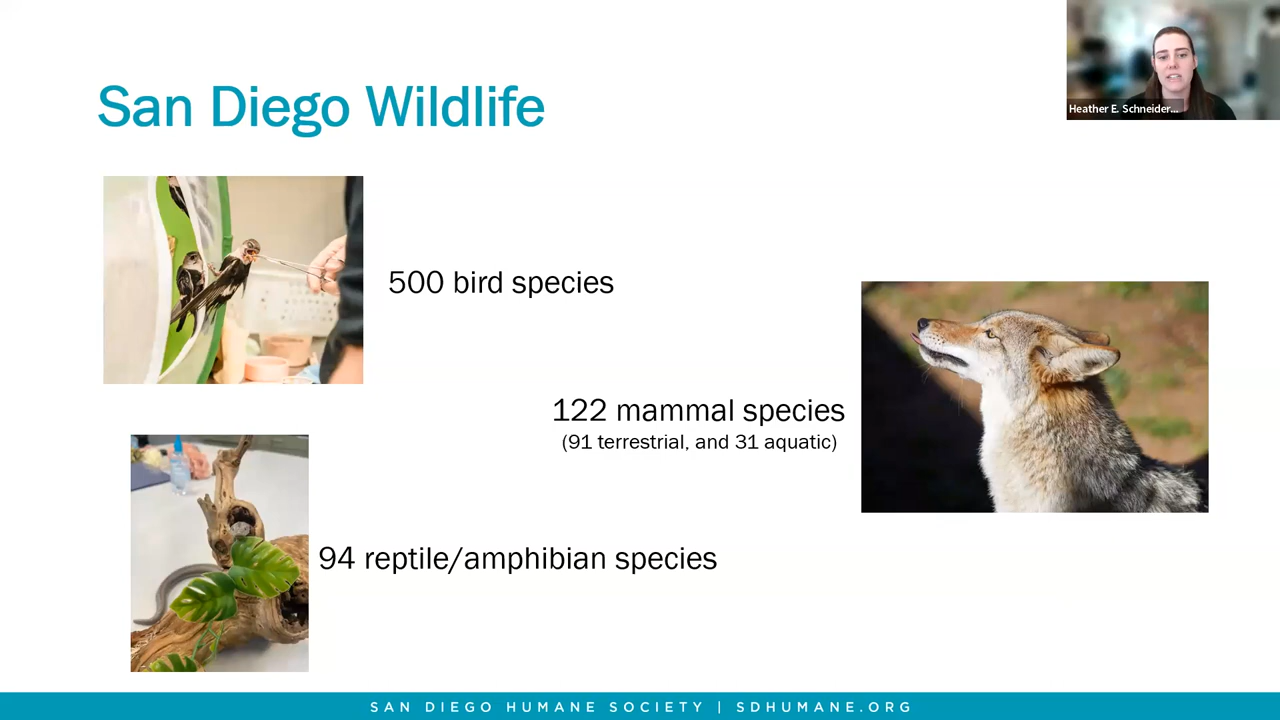 San Diego Wildlife
Heather E. Schneider...
500 bird species
122 mammal species
(91 terrestrial, and 31 aquatic)
94 reptile/amphibian species
SAN DIEGO HUMANE SOCIETY | SDHUMANE.ORG